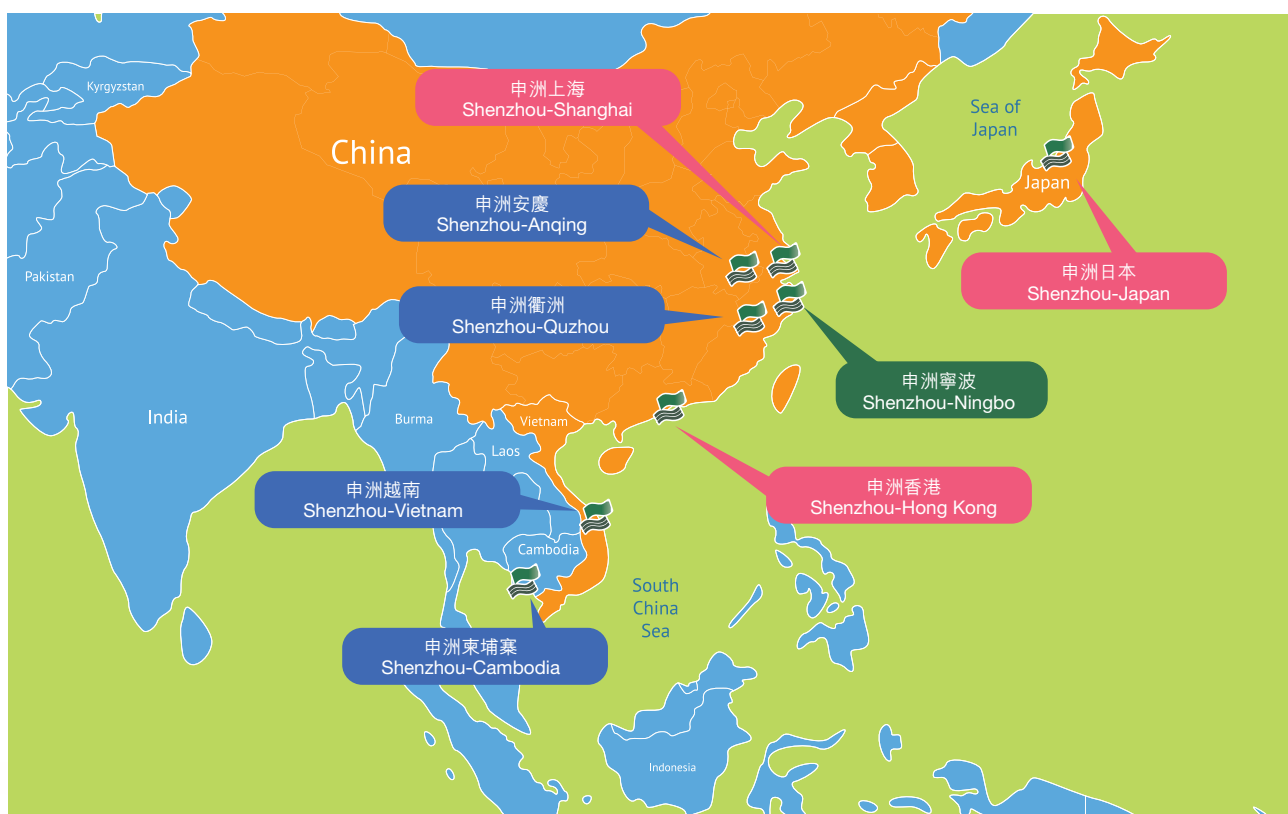 Kyrgyzstan
申洲上海
Shenzhou-Shanghai
Sea of
Japan
China
申洲安慶
Shenzhou-Anqing
Japan
Pakistan
申洲日本
Shenzhou-Japan
申洲衢洲
Shenzhou-Quzhou
申洲寧波
Shenzhou-Ningbo
India
Burma
Vietnam
Laos
申洲越南
Shenzhou-Vietnam
申洲香港
Shenzhou-Hong Kong
Cambodia
South
China
Sea
申洲柬埔寨
Shenzhou-Cambodia
Indonesia